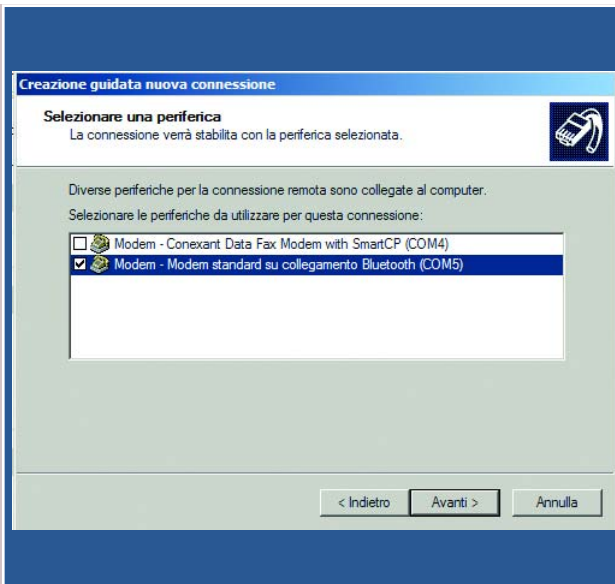 Creazione guidata nuova connessione
Selezionare una periferica
La connessione verrà stabilita con la periferica selezionata.
Diverse periferiche per la connessione remota sono collegate al computer.
Selezionare le periferiche da utilizzare per questa connessione:
Modem - Conexant Data Fax Modem with SmartCP (COM4)
Modem - Modem standard su collegamento Bluetooth (COM5)
< Indietro Avanti > Annulla